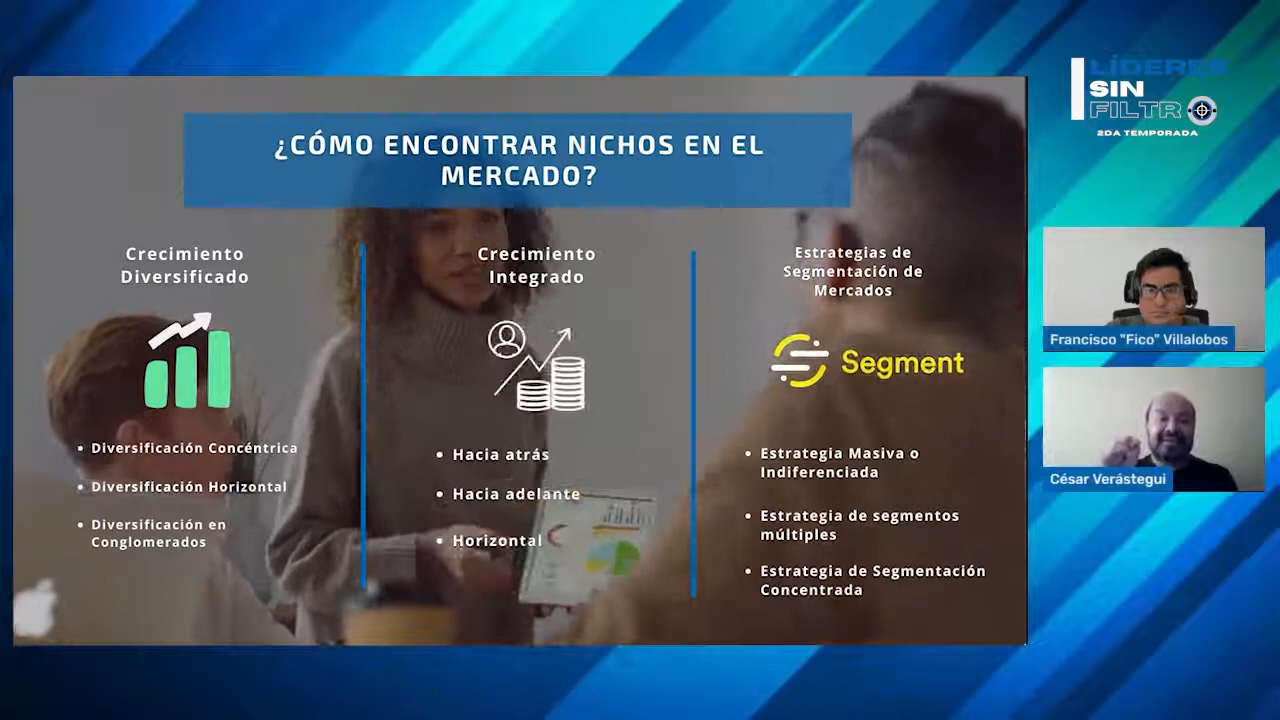 ¿CÓMO ENCONTRAR NICHOS EN EL
MERCADO?
Crecimiento
Diversificado
• Diversificación Concéntrica
• Diversificación Horizontal
• Diversificación en
Conglomerados
Crecimiento
Integrado
• Hacia atrás
• Hacia adelante
• Horizontal
Estrategias de
Segmentación de
Mercados
Segment
• Estrategia Masiva o
Indiferenciada
• Estrategia de segmentos
múltiples
• Estrategia de Segmentación
Concentrada
LÍDERES
SIN
FILTRO
2DA TEMPORADA
Francisco "Fico" Villalobos
César Verástegui